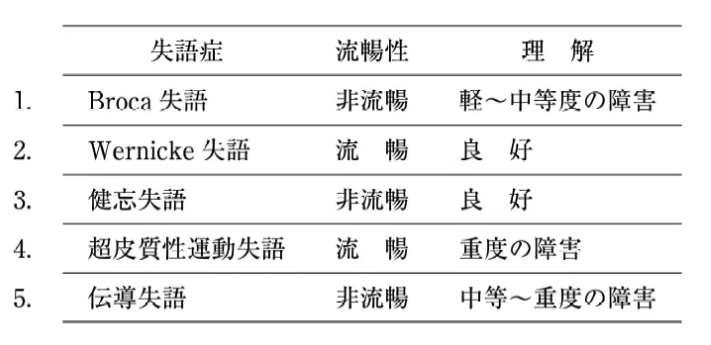 失語症 流暢性 理 解
1. Broca 失語 非流暢 軽～中等度の障害
2. Wernicke 失語 流 暢 良 好
3. 健忘失語 非流暢 良 好
4. 超皮質性運動失語 流 暢 重度の障害
5. 伝導失語 非流暢 中等～重度の障害